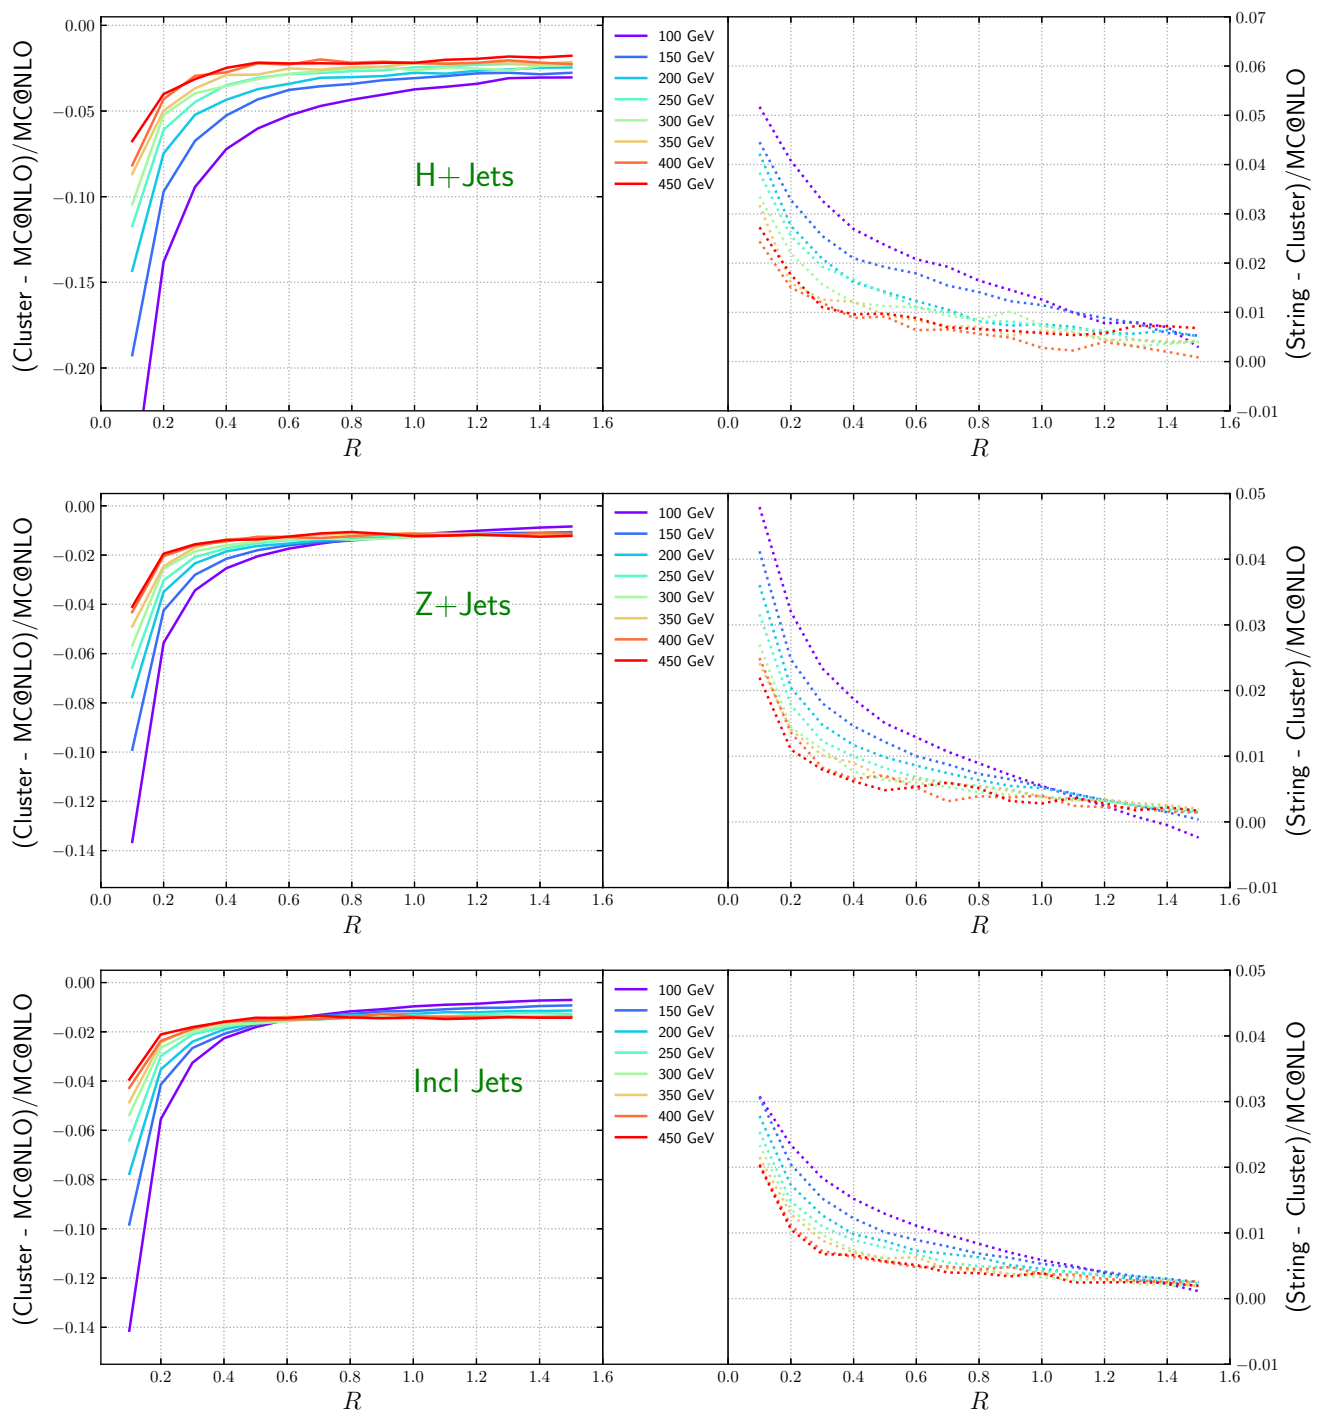 (Cluster - MC@NLO)/MC@NLO
0.00
−0.05
−0.10
−0.15
−0.20
0.0 0.2 0.4 0.6 0.8 1.0 1.2 1.4 1.6
R
H+Jets
100 GeV
150 GeV
200 GeV
250 GeV
300 GeV
350 GeV
400 GeV
450 GeV
0.07
0.06
0.05
0.04
0.03
0.02
0.01
0.00
−0.01
0.0 0.2 0.4 0.6 0.8 1.0 1.2 1.4 1.6
R
(String - Cluster)/MC@NLO
(Cluster - MC@NLO)/MC@NLO
0.00
−0.02
−0.04
−0.06
−0.08
−0.10
−0.12
−0.14
0.0 0.2 0.4 0.6 0.8 1.0 1.2 1.4 1.6
R
Z+Jets
100 GeV
150 GeV
200 GeV
250 GeV
300 GeV
350 GeV
400 GeV
450 GeV
0.05
0.04
0.03
0.02
0.01
0.00
−0.01
0.0 0.2 0.4 0.6 0.8 1.0 1.2 1.4 1.6
R
(String - Cluster)/MC@NLO
(Cluster - MC@NLO)/MC@NLO
0.00
−0.02
−0.04
−0.06
−0.08
−0.10
−0.12
−0.14
0.2 0.4 0.6 0.8 1.0 1.2 1.4 1.6
R
Incl Jets
100 GeV
150 GeV
200 GeV
250 GeV
300 GeV
350 GeV
400 GeV
450 GeV
0.05
0.04
0.03
0.02
0.01
0.00
−0.01
0.0 0.2 0.4 0.6 0.8 1.0 1.2 1.4 1.6
R
(String - Cluster)/MC@NLO